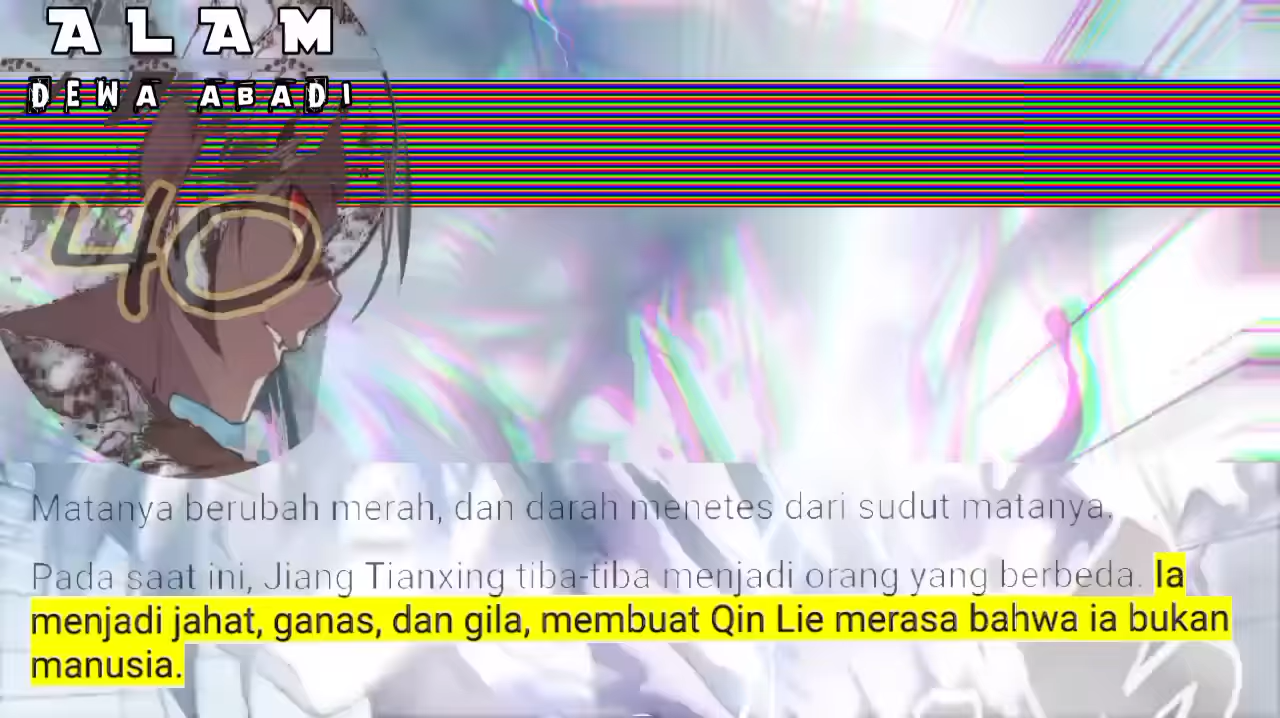 ALAM
DEWA ABADI
40
Matanya berubah merah, dan darah menetes dari sudut matanya.
Pada saat ini, Jiang Tianxing tiba-tiba menjadi orang yang berbeda. Ia
menjadi jahat, ganas, dan gila, membuat Qin Lie merasa bahwa ia bukan
manusia.